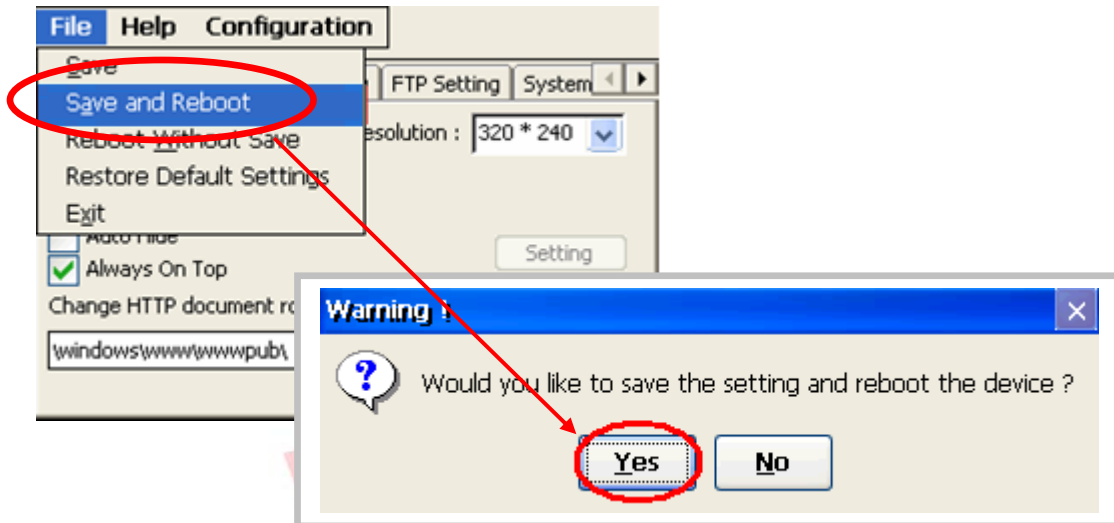 File Help Configuration
Save
Save and Reboot
Reboot Without Save
Restore Default Settings
Exit
FTP Setting System
esolution : 320 * 240
Auto Hide
Always On Top
Setting
Change HTTP document ro
\windows\www\wwwpub\
Warning !
Would you like to save the setting and reboot the device ?
Yes No